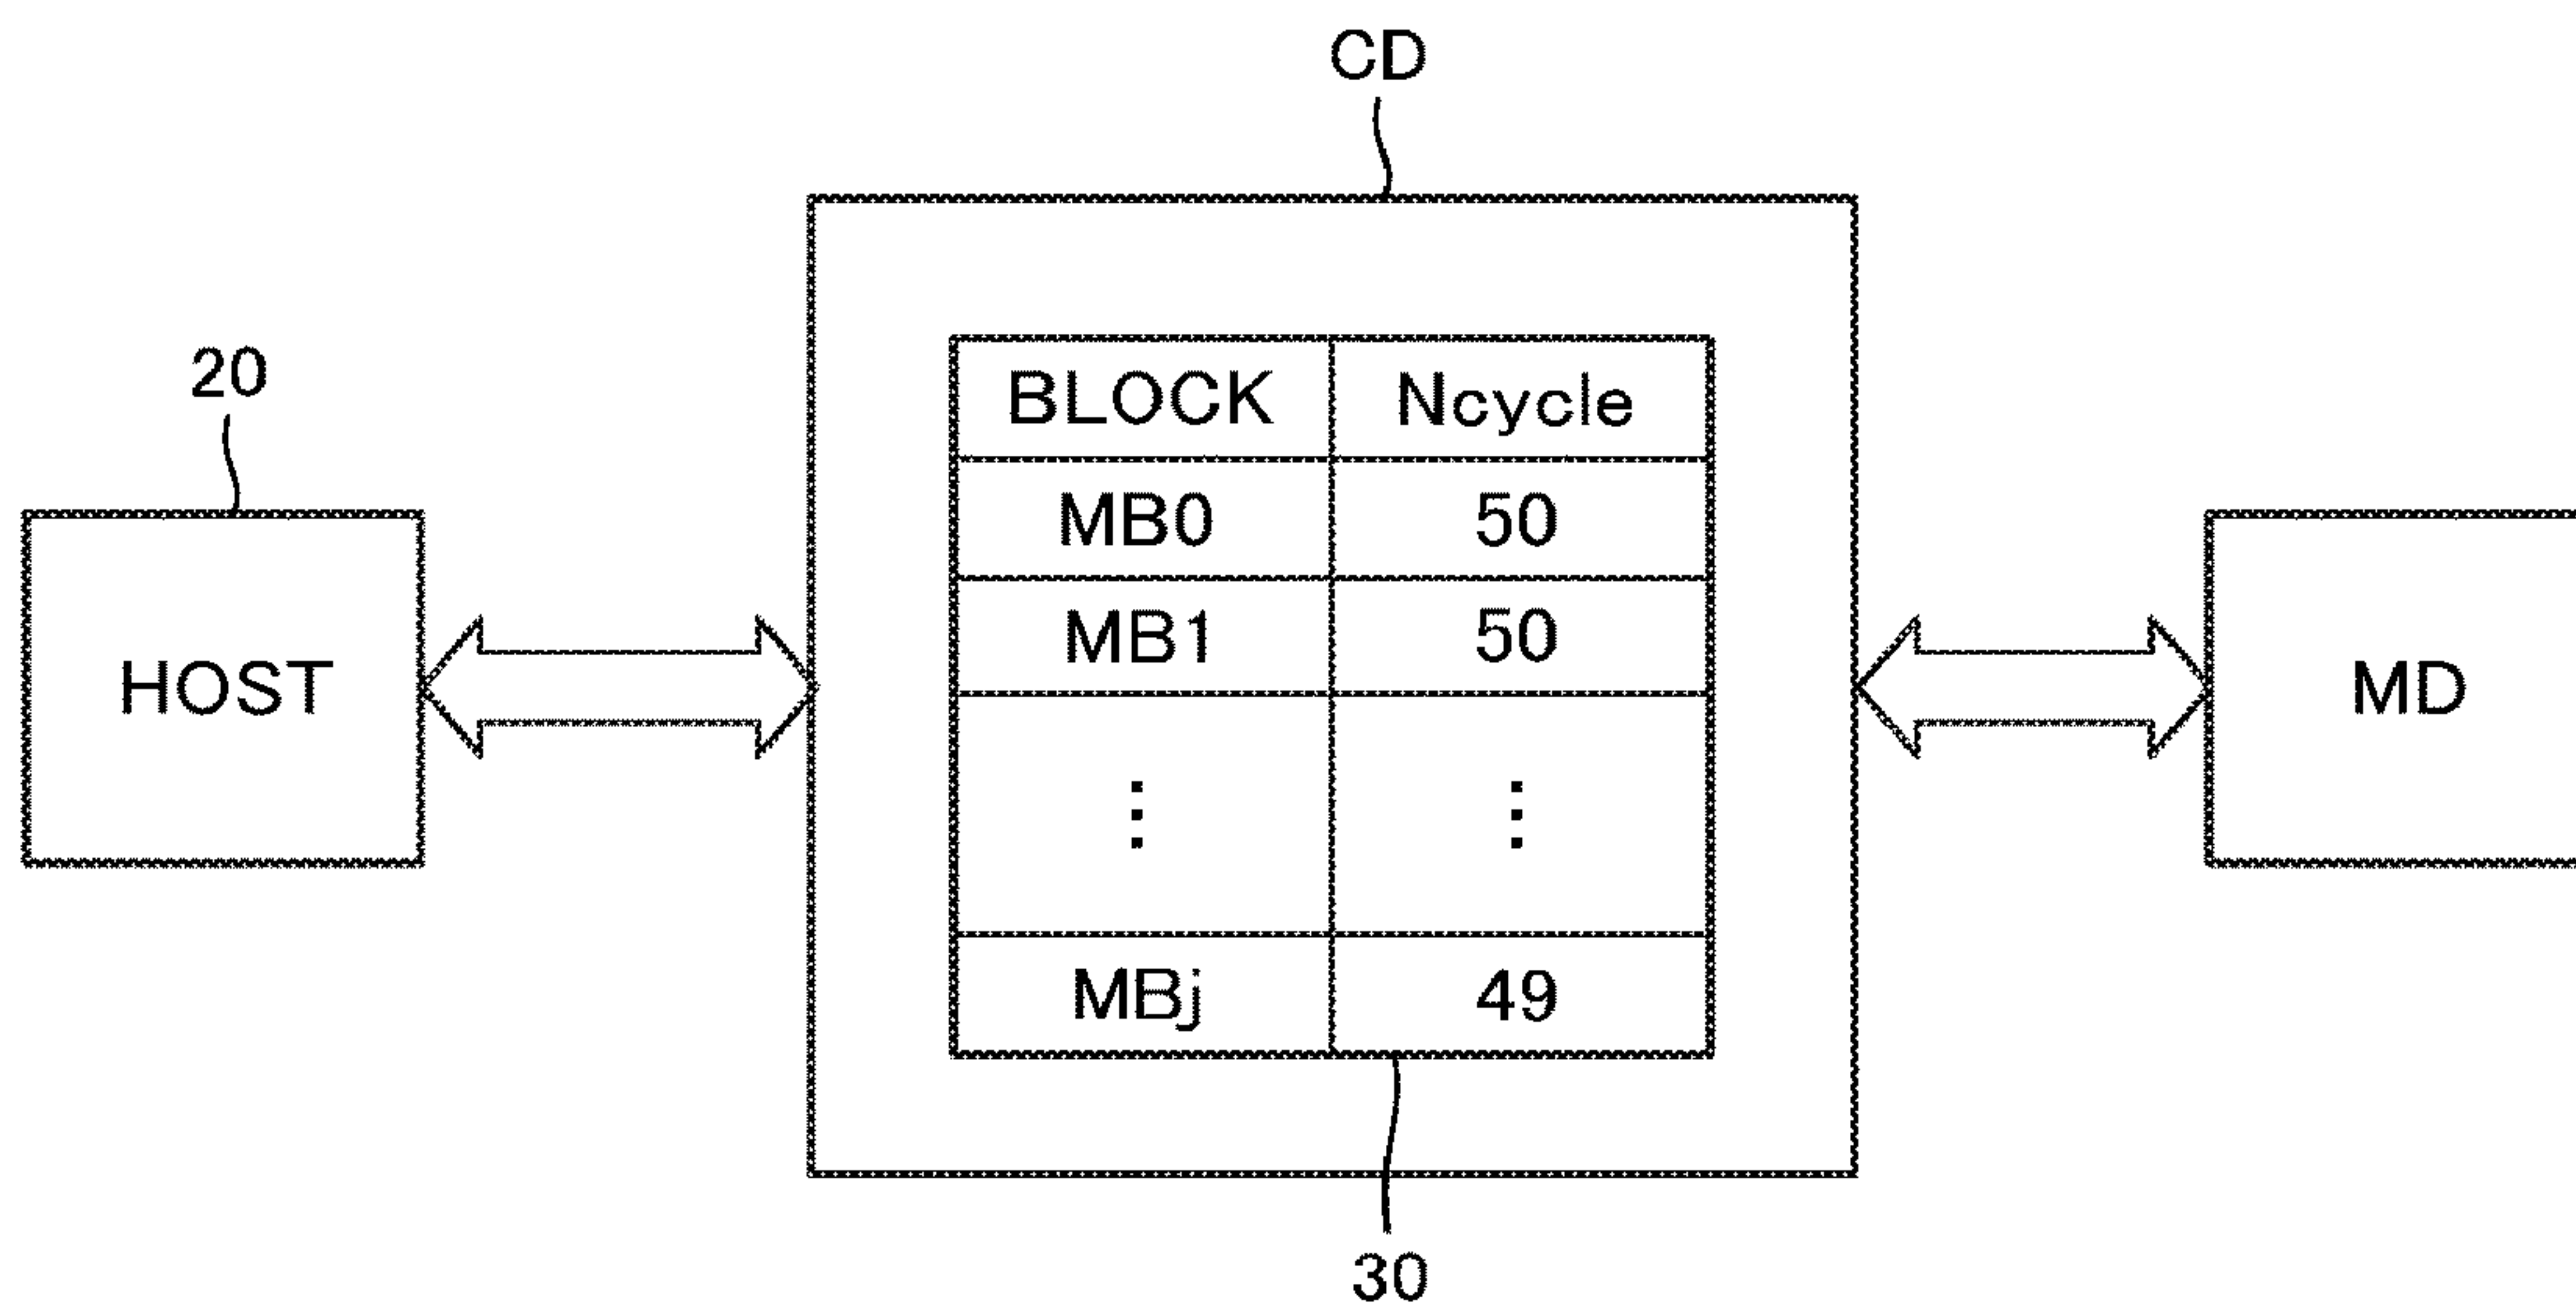 CD
20
BLOCK Ncycle
MB0 50
MB1 50
HOST
MD
⋮ ⋮
MBj 49
30